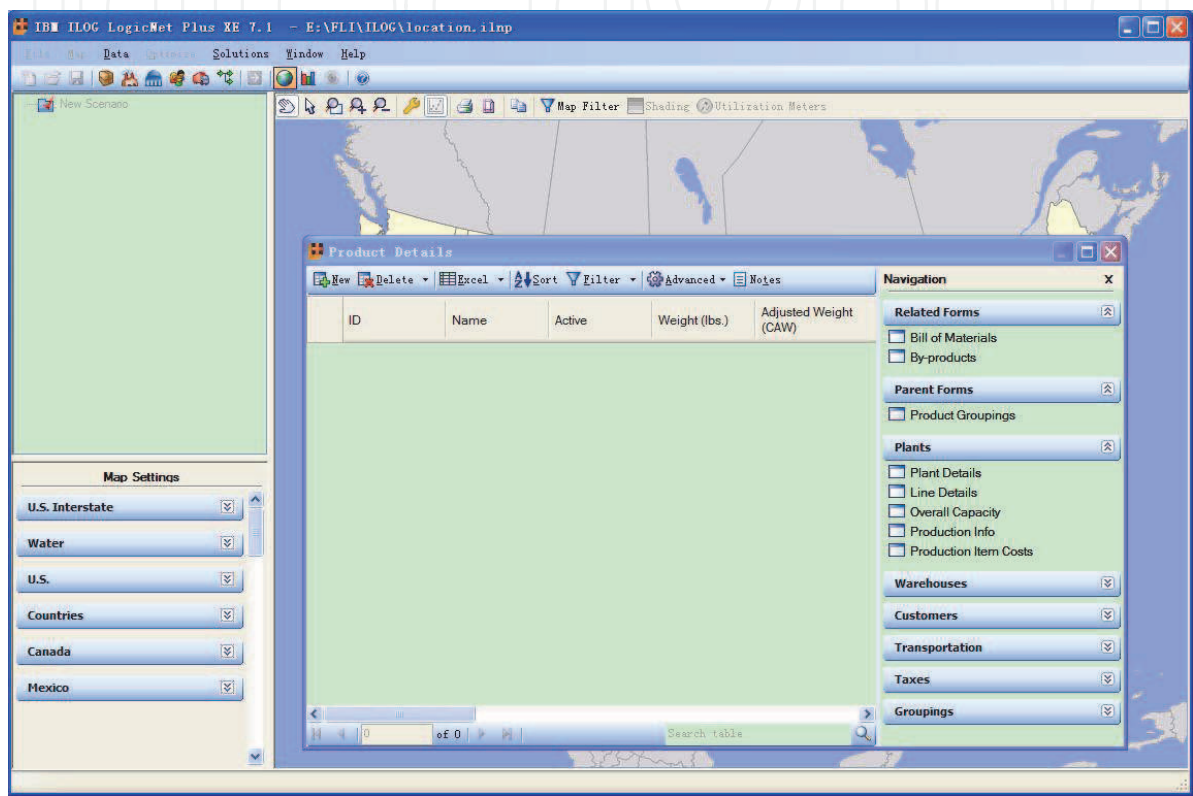 IBM ILOG LogicNet Plus XE 7.1 - E:\FLI\ILOG\location.ilnp
File Map Data Optimize Solutions Window Help
New Scenario
Map Filter Shading Utilization Meters
Product Details
New Delete Excel Sort Filter Advanced Notes
ID Name Active Weight (lbs.) Adjusted Weight (CAW)
0 of 0 Search table
Navigation X
Related Forms
Bill of Materials
By-products
Parent Forms
Product Groupings
Plants
Plant Details
Line Details
Overall Capacity
Production Info
Production Item Costs
Warehouses
Customers
Transportation
Taxes
Groupings
Map Settings
U.S. Interstate
Water
U.S.
Countries
Canada
Mexico